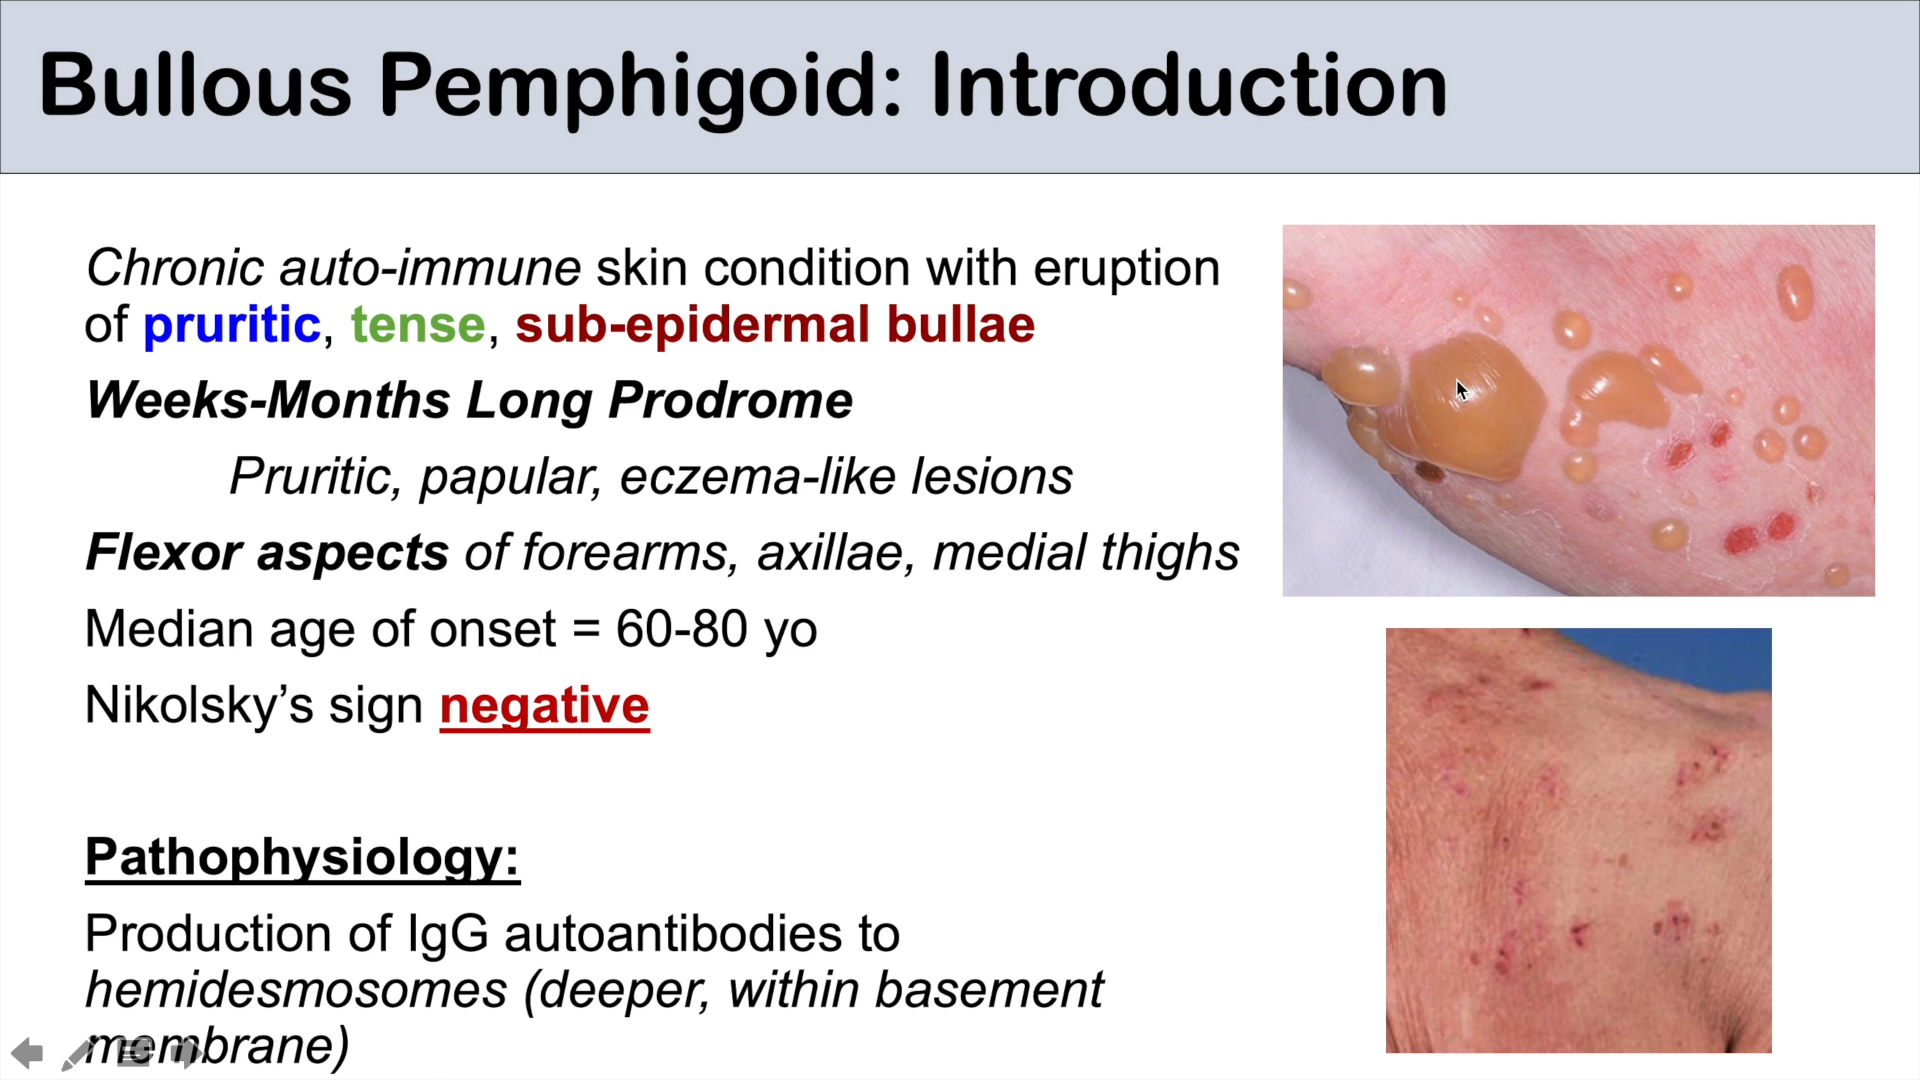 Bullous Pemphigoid: Introduction
Chronic auto-immune skin condition with eruption
of pruritic, tense, sub-epidermal bullae
Weeks-Months Long Prodrome
Pruritic, papular, eczema-like lesions
Flexor aspects of forearms, axillae, medial thighs
Median age of onset = 60-80 yo
Nikolsky’s sign negative
Pathophysiology:
Production of IgG autoantibodies to
hemidesmosomes (deeper, within basement
membrane)